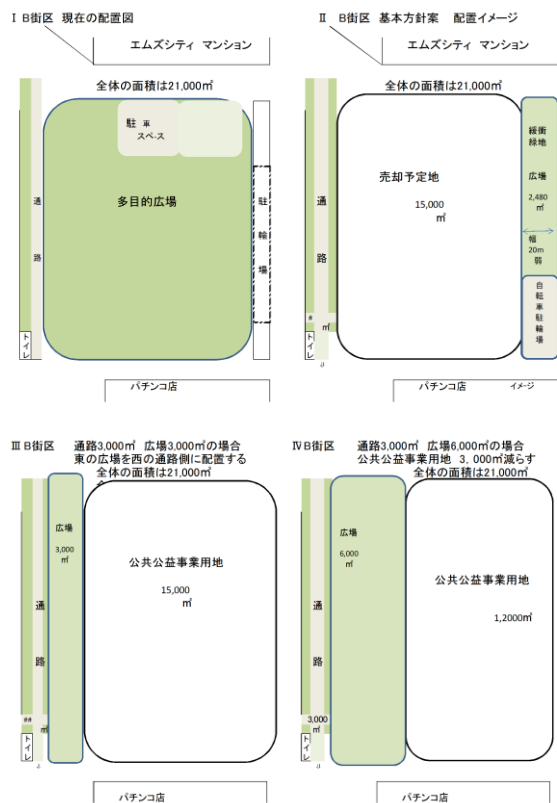 Ⅰ B街区 現在の配置図
エムズシティ マンション
全体の面積は21,000㎡
駐 車
スペース
多目的広場
通
路
駐
輪
場
トイレ
パチンコ店
Ⅱ B街区 基本方針案 配置イメージ
エムズシティ マンション
全体の面積は21,000㎡
売却予定地
15,000
㎡
緩衝
緑地
広場
2,480
㎡
幅
20m
弱
自転車駐輪場
通
路
#
㎡
トイレ
パチンコ店
イメージ
Ⅲ B街区 通路3,000㎡ 広場3,000㎡の場合
東の広場を西の通路側に配置する
全体の面積は21,000㎡
広場
3,000
㎡
公共公益事業用地
15,000
㎡
通
路
##
㎡
トイレ
パチンコ店
Ⅳ B街区 通路3,000㎡ 広場6,000㎡の場合
公共公益事業用地 3,000㎡減らす
全体の面積は21,000㎡
広場
6,000
㎡
公共公益事業用地
1,2000㎡
通
路
3,000
㎡
トイレ
パチンコ店